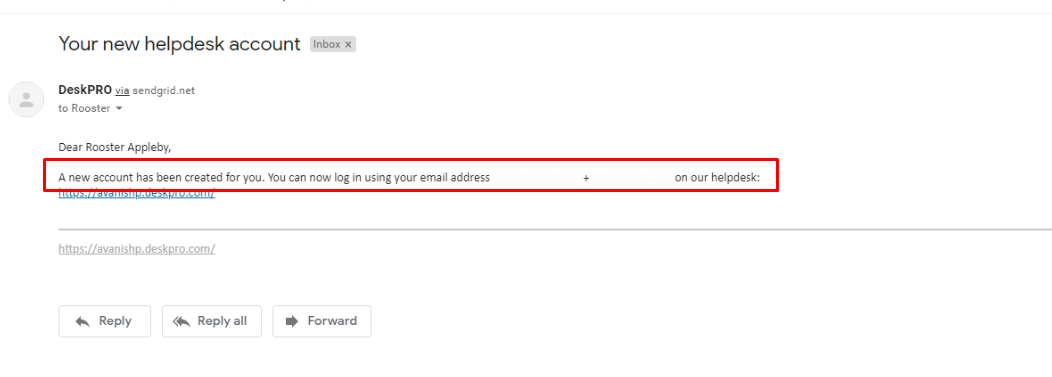 Your new helpdesk account Inbox x
DeskPRO via sendgrid.net
to Rooster
Dear Rooster Appleby,
A new account has been created for you. You can now log in using your email address + on our helpdesk:
https://avanishp.deskpro.com/
https://avanishp.deskpro.com/
Reply Reply all Forward